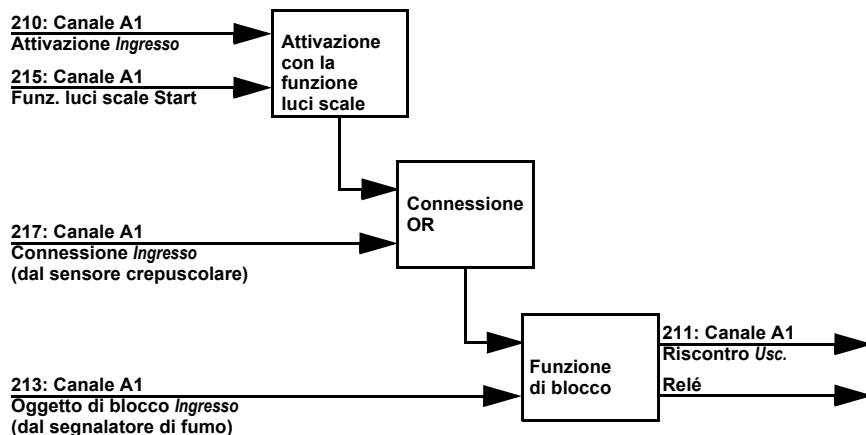 210: Canale A1
Attivazione Ingresso
215: Canale A1
Funz. luci scale Start
Attivazione
con la
funzione
luci scale
Connessione
OR
217: Canale A1
Connessione Ingresso
(dal sensore crepuscolare)
Funzione
di blocco
211: Canale A1
Riscontro Usc.
Relé
213: Canale A1
Oggetto di blocco Ingresso
(dal segnalatore di fumo)